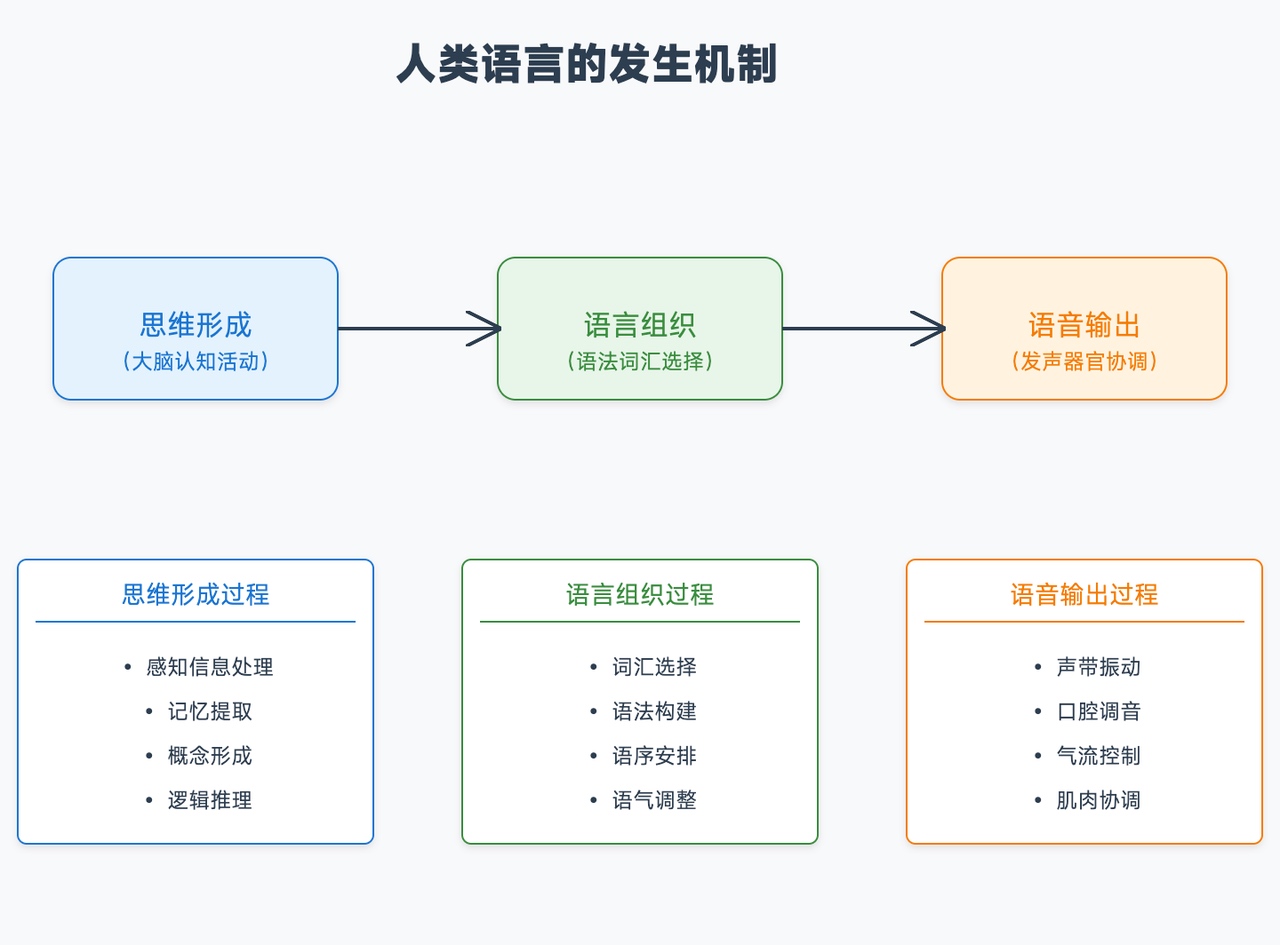 人类语言的发生机制
思维形成
（大脑认知活动）
语言组织
（语法词汇选择）
语音输出
（发声器官协调）
思维形成过程
• 感知信息处理
• 记忆提取
• 概念形成
• 逻辑推理
语言组织过程
• 词汇选择
• 语法构建
• 语序安排
• 语气调整
语音输出过程
• 声带振动
• 口腔调音
• 气流控制
• 肌肉协调